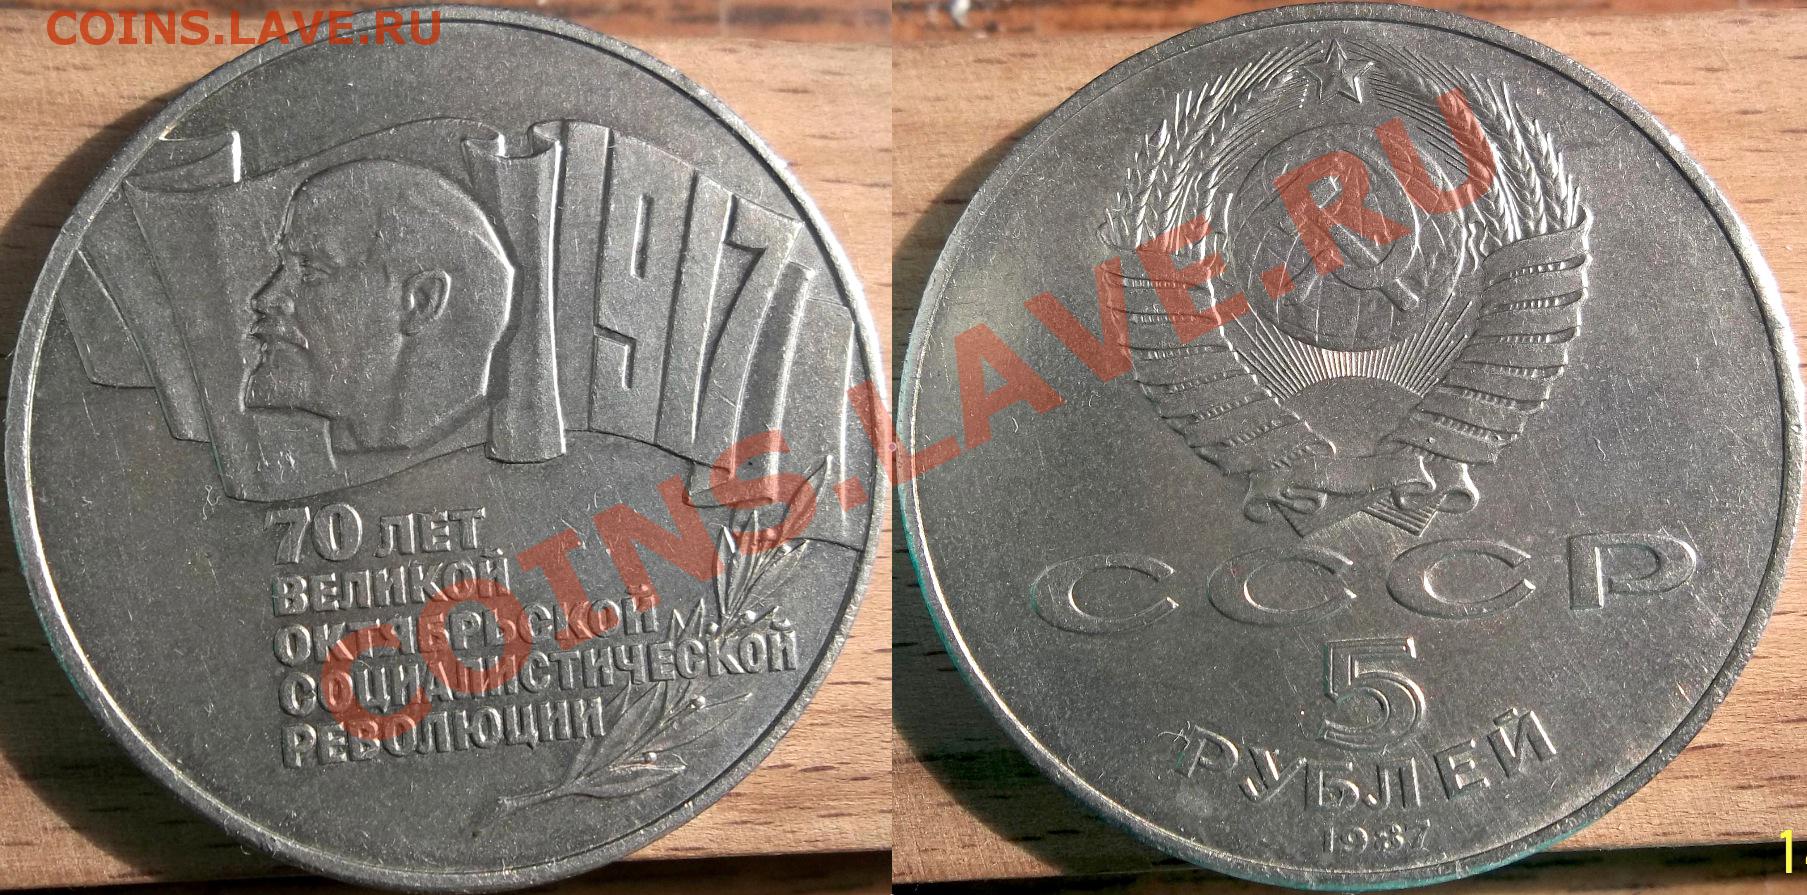 COINS.LAVE.RU
1917
70 ЛЕТ
ВЕЛИКОЙ
ОКТЯБРЬСКОЙ
СОЦИАЛИСТИЧЕСКОЙ
РЕВОЛЮЦИИ
СССР
5
РУБЛЕЙ
1987
COINS.LAVE.RU